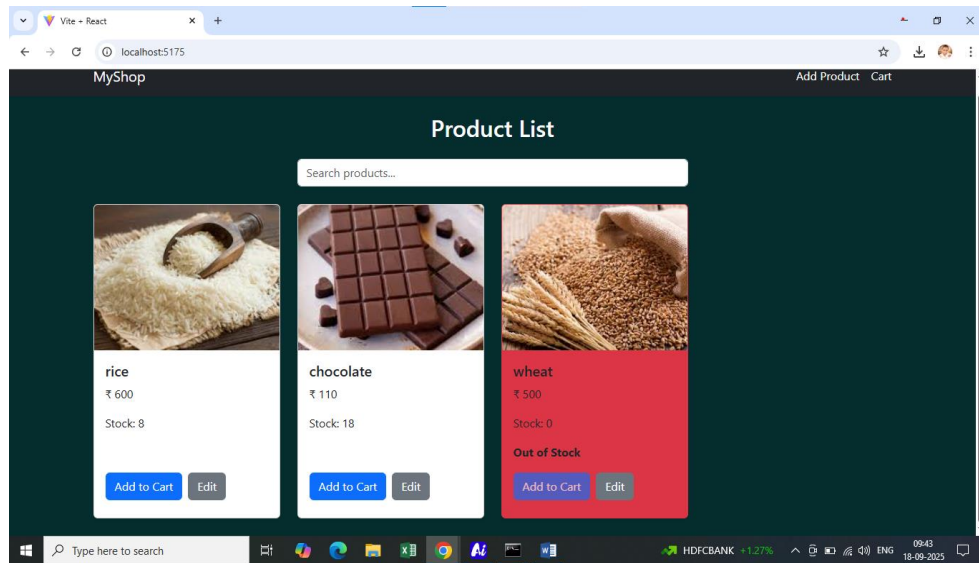 Vite + React
localhost:5175
MyShop
Add Product Cart
Product List
Search products...
rice
₹ 600
Stock: 8
Add to Cart Edit
chocolate
₹ 110
Stock: 18
Add to Cart Edit
wheat
₹ 500
Stock: 0
Out of Stock
Add to Cart Edit
Type here to search
HDFCBANK +1.27%
ENG
09:43
18-09-2025